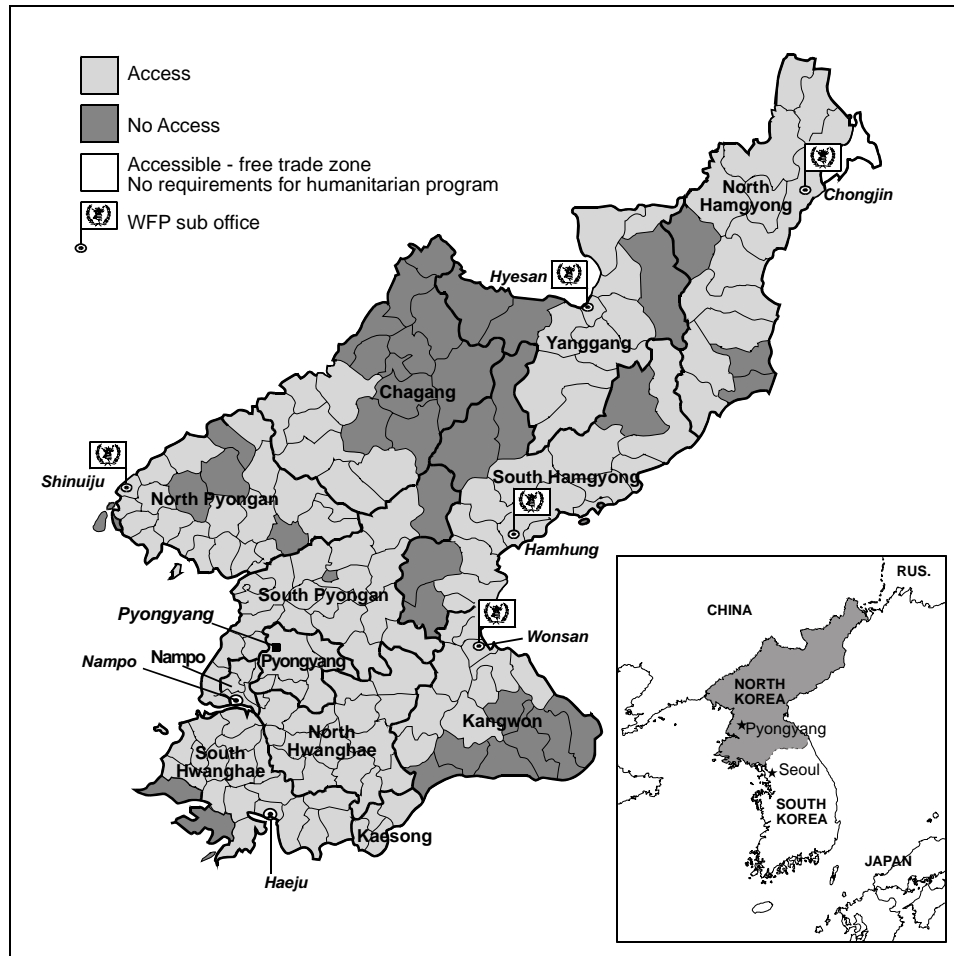 Access
No Access
Accessible - free trade zone
No requirements for humanitarian program
WFP sub office
North
Hamgyong
Chongjin
Hyesan
Yanggang
Chagang
Shinuiju
North Pyongan
South Hamgyong
Hamhung
South Pyongan
Pyongyang
Wonsan
Nampo
Nampo
Pyongyang
Kangwon
North
Hwanghae
South
Hwanghae
Kaesong
Haeju
RUS.
CHINA
NORTH
KOREA
Pyongyang
Seoul
SOUTH
KOREA
JAPAN